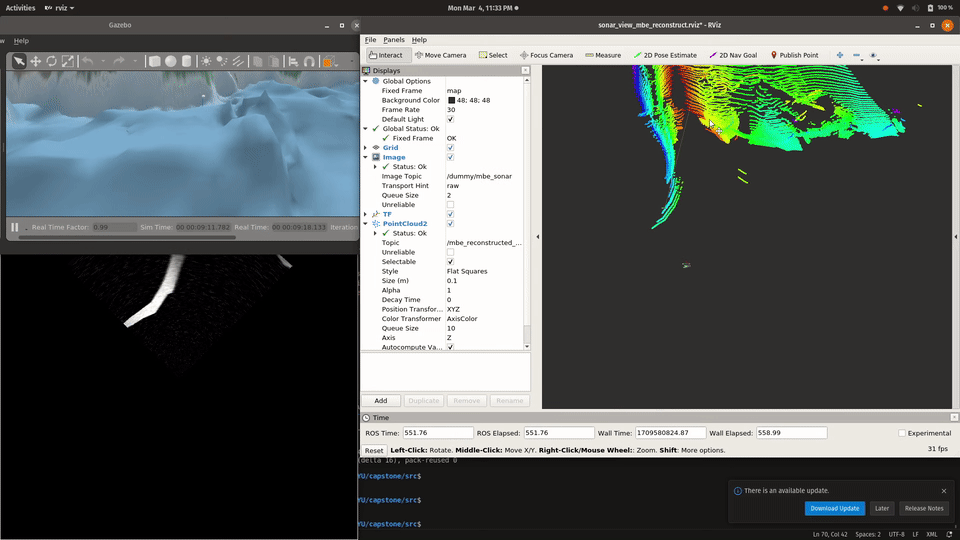 Activities
rviz
Mon Mar 4, 11:33 PM
100 %
Gazebo
Help
Real Time Factor: 0.99
Sim Time: 00:00:09:11.782
Real Time: 00:00:09:16.133
Iteration
sonar_view_mbe_reconstruct.rviz* - RViz
File Panels Help
Interact
Move Camera
Select
Focus Camera
Measure
2D Pose Estimate
2D Nav Goal
Publish Point
Displays
Global Options
Fixed Frame map
Background Color 48; 48; 48
Frame Rate 30
Default Light
Global Status: Ok
Fixed Frame OK
Grid
Image
Status: Ok
Image Topic /dummy/mbe_sonar
Transport Hint raw
Queue Size 2
Unreliable
TF
PointCloud2
Status: Ok
Topic /mbe_reconstructed_...
Unreliable
Selectable
Style Flat Squares
Size (m) 0.1
Alpha 1
Decay Time 0
Position Transfor... XYZ
Color Transformer AxisColor
Queue Size 10
Axis Z
Autocompute Va...
Add Duplicate Remove Rename
Time
ROS Time: 551.76 ROS Elapsed: 551.76 Wall Time: 1709580824.87 Wall Elapsed: 558.99 Experimental
Reset Left-Click: Rotate. Middle-Click: Move X/Y. Right-Click/Mouse Wheel:: Zoom. Shift: More options. 31 fps
(delta 16), pack-reused 0
YU/capstone/src$
YU/capstone/src$
YU/capstone/src$
There is an available update.
Download Update Later Release Notes
Ln 70, Col 42 Spaces: 2 UTF-8 LF XML